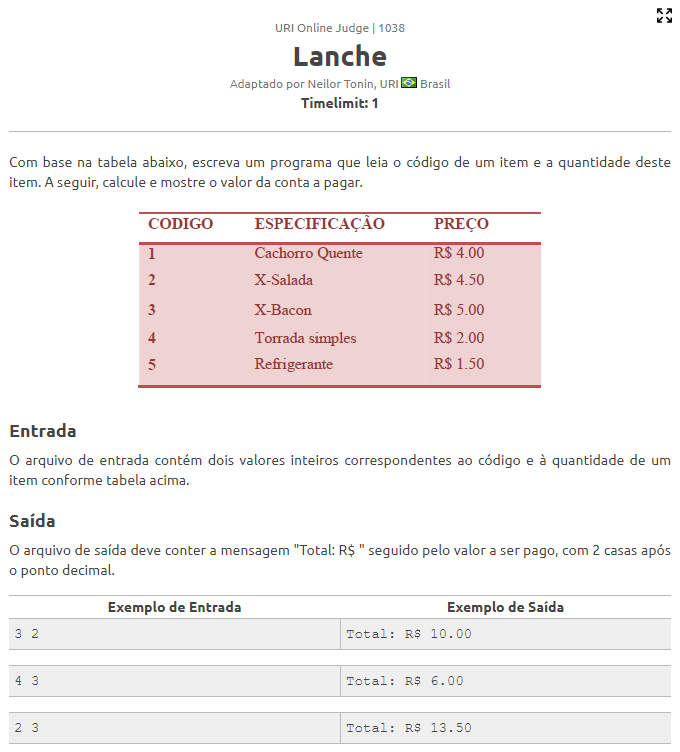 URI Online Judge | 1038
Lanche
Adaptado por Neilor Tonin, URI Brasil
Timelimit: 1
Com base na tabela abaixo, escreva um programa que leia o código de um item e a quantidade deste
item. A seguir, calcule e mostre o valor da conta a pagar.
CODIGO ESPECIFICAÇÃO PREÇO
1 Cachorro Quente R$ 4.00
2 X-Salada R$ 4.50
3 X-Bacon R$ 5.00
4 Torrada simples R$ 2.00
5 Refrigerante R$ 1.50
Entrada
O arquivo de entrada contém dois valores inteiros correspondentes ao código e à quantidade de um
item conforme tabela acima.
Saída
O arquivo de saída deve conter a mensagem "Total: R$ " seguido pelo valor a ser pago, com 2 casas após
o ponto decimal.
Exemplo de Entrada Exemplo de Saída
3 2 Total: R$ 10.00
4 3 Total: R$ 6.00
2 3 Total: R$ 13.50